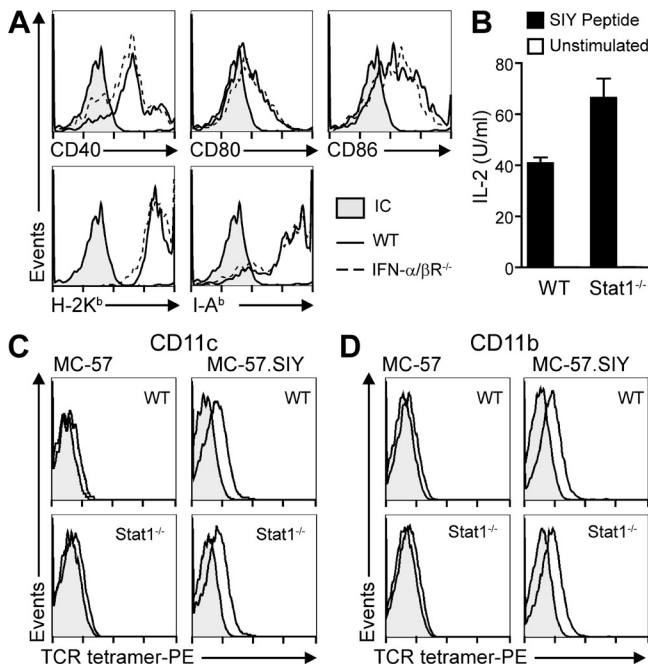 A
Events
CD40
CD80
CD86
Events
H-2Kᵇ
I-Aᵇ
IC
WT
IFN-α/βR⁻/⁻
B
SIY Peptide
Unstimulated
IL-2 (U/ml)
80
60
40
20
0
WT
Stat1⁻/⁻
C
CD11c
MC-57
MC-57.SIY
WT
WT
Stat1⁻/⁻
Stat1⁻/⁻
Events
TCR tetramer-PE
D
CD11b
MC-57
MC-57.SIY
WT
WT
Stat1⁻/⁻
Stat1⁻/⁻
Events
TCR tetramer-PE